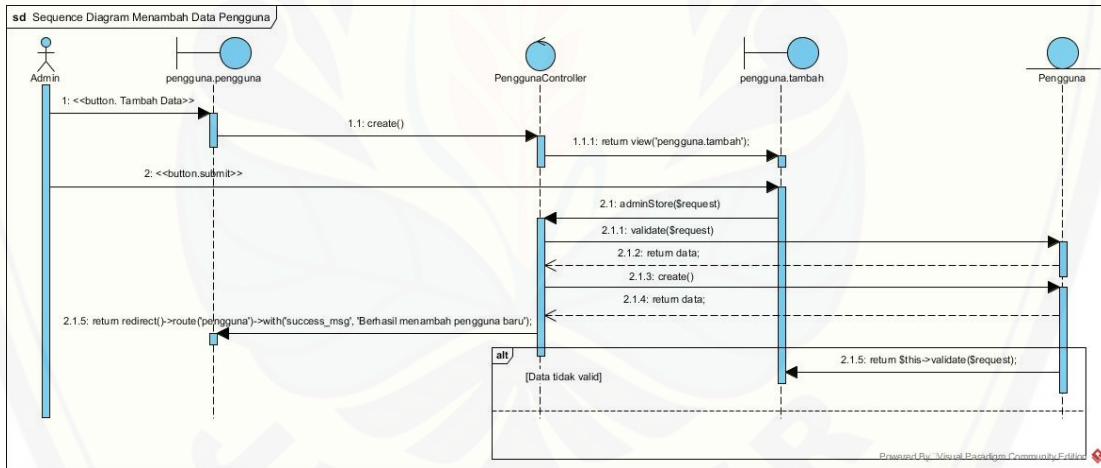 sd Sequence Diagram Menambah Data Pengguna
Admin
pengguna.pengguna
PenggunaController
pengguna.tambah
Pengguna
1: <<button. Tambah Data>>
1.1: create()
1.1.1: return view('pengguna.tambah');
2: <<button.submit>>
2.1: adminStore($request)
2.1.1: validate($request)
2.1.2: return data;
2.1.3: create()
2.1.4: return data;
2.1.5: return redirect()->route('pengguna')->with('success_msg', 'Berhasil menambah pengguna baru');
alt
2.1.5: return $this->validate($request);
[Data tidak valid]
Powered By Visual Paradigm Community Edition